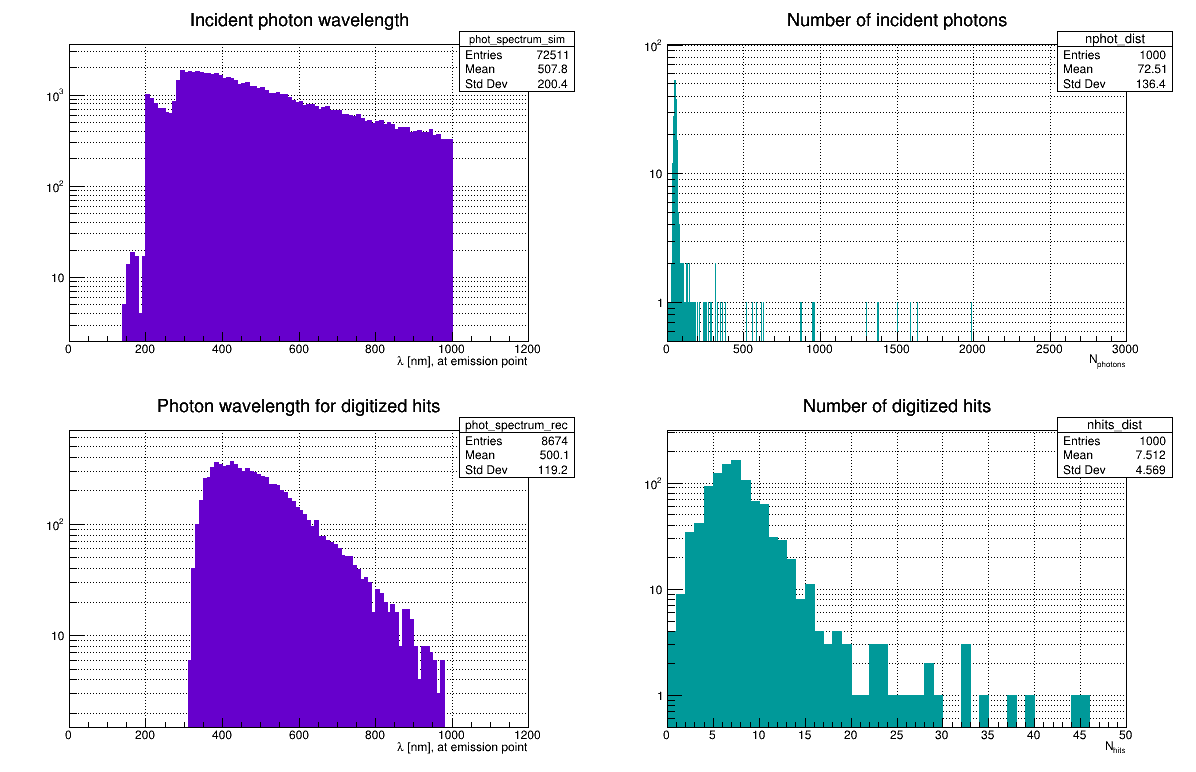 Incident photon wavelength
phot_spectrum_sim
Entries 72511
Mean 507.8
Std Dev 200.4
10³
10²
10
0 200 400 600 800 1000 1200
λ [nm], at emission point
Number of incident photons
nphot_dist
Entries 1000
Mean 72.51
Std Dev 136.4
10²
10
1
0 500 1000 1500 2000 2500 3000
N_photons
Photon wavelength for digitized hits
phot_spectrum_rec
Entries 8674
Mean 500.1
Std Dev 119.2
10²
10
0 200 400 600 800 1000 1200
λ [nm], at emission point
Number of digitized hits
nhits_dist
Entries 1000
Mean 7.512
Std Dev 4.569
10²
10
1
0 5 10 15 20 25 30 35 40 45 50
N_hits